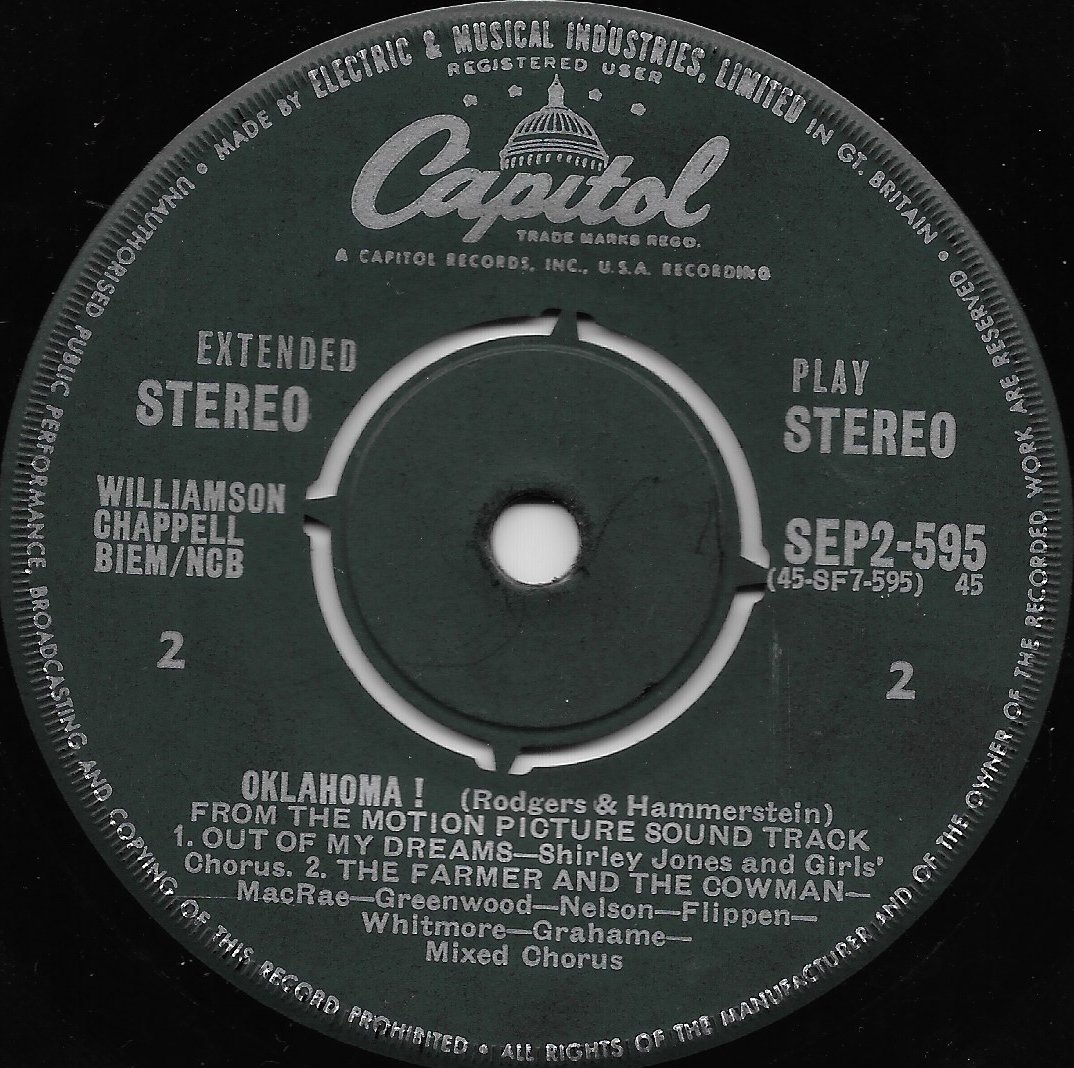 MADE BY ELECTRIC & MUSICAL INDUSTRIES, LIMITED IN GT. BRITAIN • ALL RIGHTS OF THE MANUFACTURER AND OF THE OWNER OF THE RECORDED WORK ARE RESERVED • UNAUTHORISED PUBLIC PERFORMANCE, BROADCASTING AND COPYING OF THIS RECORD PROHIBITED •
REGISTERED USER
Capitol
TRADE MARKS REGD.
A CAPITOL RECORDS, INC., U.S.A. RECORDING
EXTENDED PLAY
STEREO STEREO
WILLIAMSON
CHAPPELL
BIEM/NCB
SEP2-595
(45-SF7-595) 45
2 2
OKLAHOMA ! (Rodgers & Hammerstein)
FROM THE MOTION PICTURE SOUND TRACK
1. OUT OF MY DREAMS—Shirley Jones and Girls'
Chorus. 2. THE FARMER AND THE COWMAN—
MacRae—Greenwood—Nelson—Flippen—
Whitmore—Grahame—
Mixed Chorus